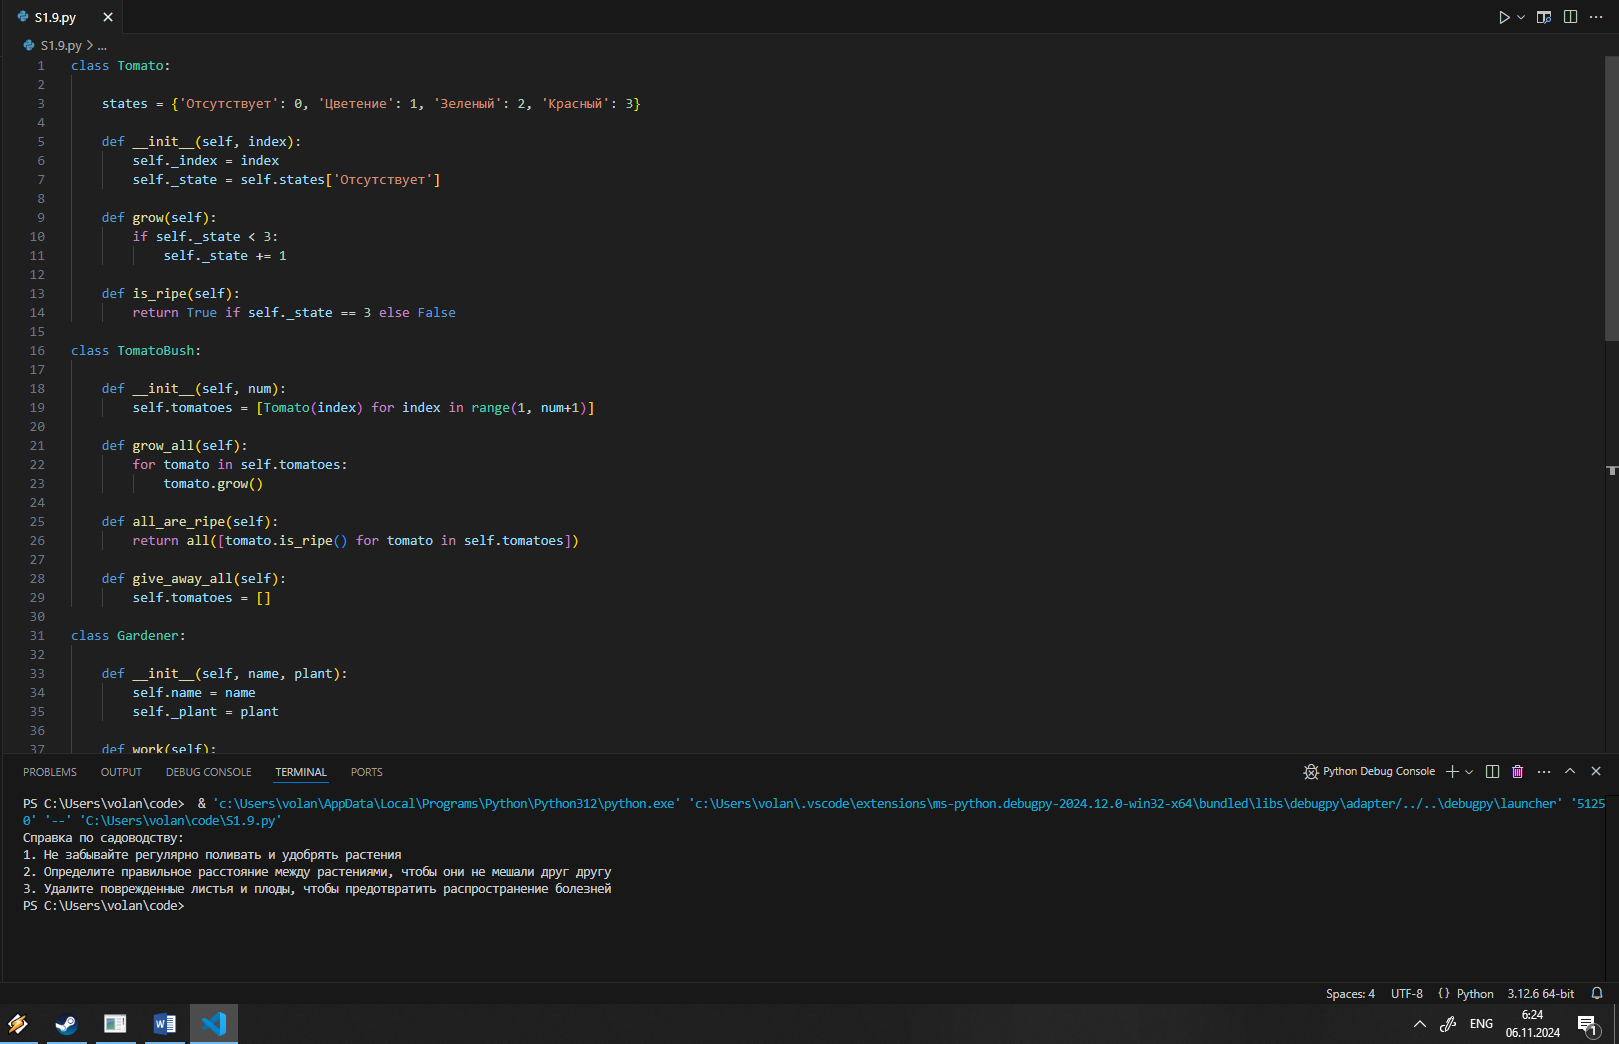 S1.9.py
S1.9.py > ...
1 class Tomato:
2
3     states = {'Отсутствует': 0, 'Цветение': 1, 'Зеленый': 2, 'Красный': 3}
4
5     def __init__(self, index):
6         self._index = index
7         self._state = self.states['Отсутствует']
8
9     def grow(self):
10         if self._state < 3:
11             self._state += 1
12
13     def is_ripe(self):
14         return True if self._state == 3 else False
15
16 class TomatoBush:
17
18     def __init__(self, num):
19         self.tomatoes = [Tomato(index) for index in range(1, num+1)]
20
21     def grow_all(self):
22         for tomato in self.tomatoes:
23             tomato.grow()
24
25     def all_are_ripe(self):
26         return all([tomato.is_ripe() for tomato in self.tomatoes])
27
28     def give_away_all(self):
29         self.tomatoes = []
30
31 class Gardener:
32
33     def __init__(self, name, plant):
34         self.name = name
35         self._plant = plant
36
37     def work(self):
PROBLEMS OUTPUT DEBUG CONSOLE TERMINAL PORTS Python Debug Console
PS C:\Users\volan\code>  & 'c:\Users\volan\AppData\Local\Programs\Python\Python312\python.exe' 'c:\Users\volan\.vscode\extensions\ms-python.debugpy-2024.12.0-win32-x64\bundled\libs\debugpy\adapter/../..\debugpy\launcher' '5125
0' '--' 'C:\Users\volan\code\S1.9.py'
Справка по садоводству:
1. Не забывайте регулярно поливать и удобрять растения
2. Определите правильное расстояние между растениями, чтобы они не мешали друг другу
3. Удалите поврежденные листья и плоды, чтобы предотвратить распространение болезней
PS C:\Users\volan\code>
Spaces: 4 UTF-8 {} Python 3.12.6 64-bit
ENG 6:24
06.11.2024 1